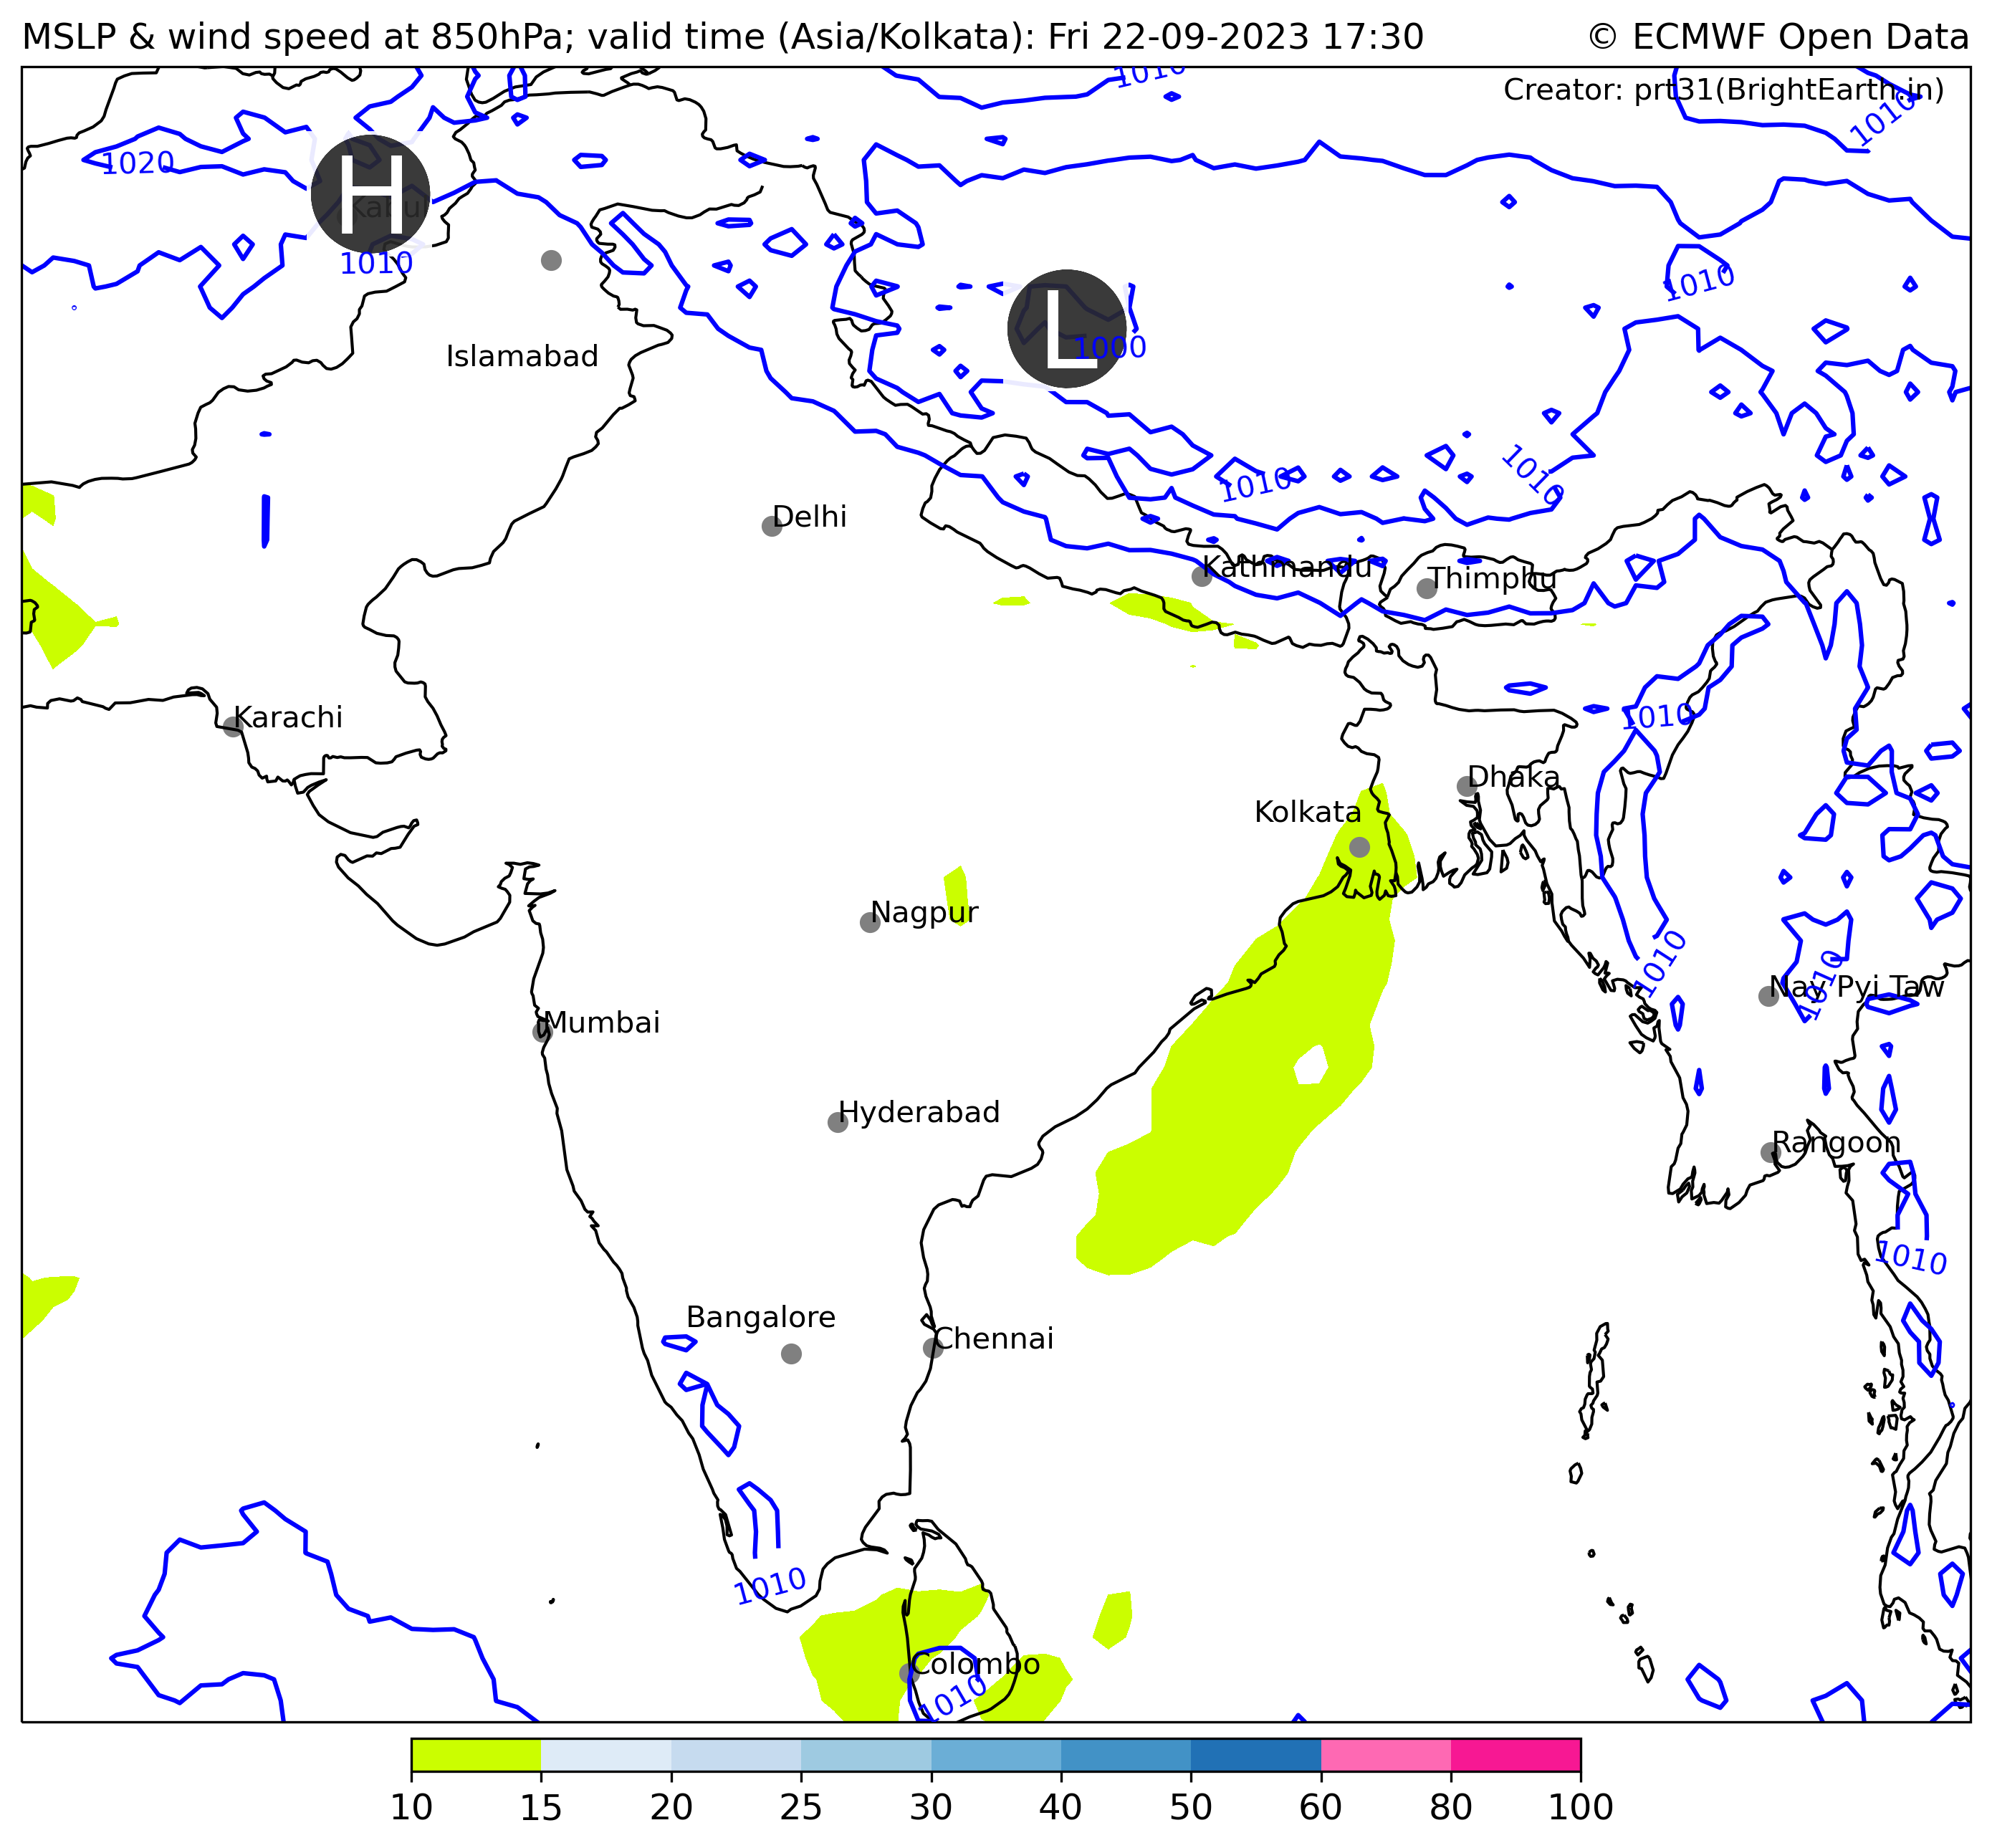 MSLP & wind speed at 850hPa; valid time (Asia/Kolkata): Fri 22-09-2023 17:30
© ECMWF Open Data
1010
Creator: prt31(BrightEarth.in)
1010
1020
H
Kabul
1010
1010
L
1000
Islamabad
1010
1010
Delhi
Kathmandu
Thimphu
Karachi
1010
Dhaka
Kolkata
Nagpur
1010
1010
Nay Pyi Taw
Mumbai
Hyderabad
Rangoon
1010
Bangalore
Chennai
1010
Colombo
1010
10 15 20 25 30 40 50 60 80 100